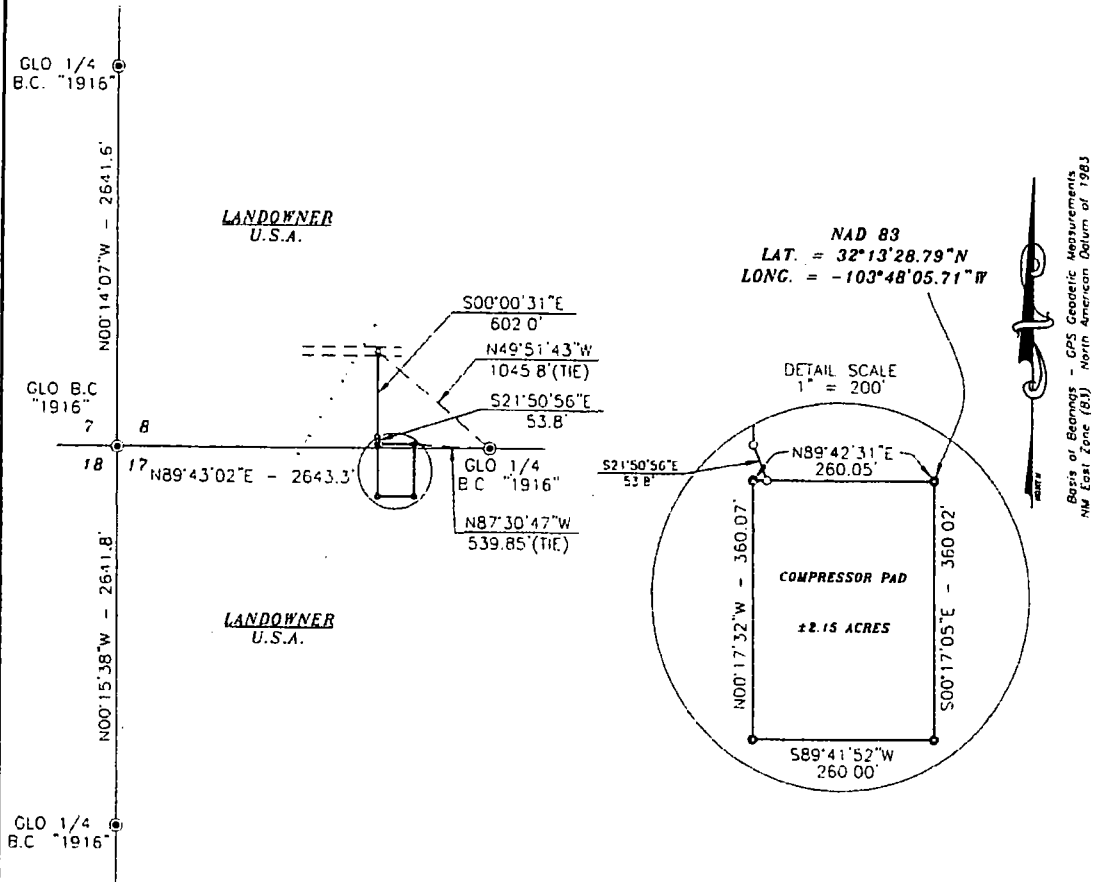 GLO 1/4
B.C. "1916"
N00°14'07"W - 2641.6'
LANDOWNER
U.S.A.
S00°00'31"E
602 0'
N49°51'43"W
1045 8'(TIE)
S21°50'56"E
53.8'
GLO B.C
"1916"
7 8
18 17
N89°43'02"E - 2643.3'
GLO 1/4
B C "1916"
N87°30'47"W
539.85'(TIE)
N00°15'38"W - 2641.8'
LANDOWNER
U.S.A.
GLO 1/4
B.C "1916"
NAD 83
LAT. = 32°13'28.79"N
LONG. = -103°48'05.71"W
DETAIL SCALE
1" = 200'
S21°50'56"E
53 8'
N89°42'31"E
260.05'
N00°17'32"W - 360.07'
COMPRESSOR PAD
±2.15 ACRES
S00°17'05"E - 360 02'
S89°41'52"W
260 00'
NORTH
Basis of Bearings - GPS Geodetic Measurements
NM East Zone (83) North American Datum of 1983